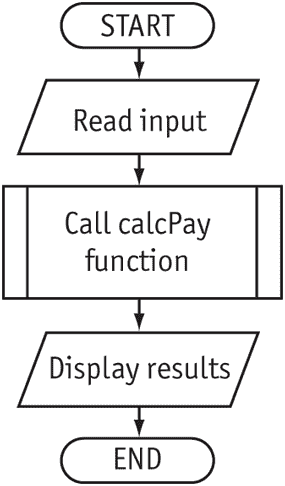 START
Read input
Call calcPay
function
Display results
END